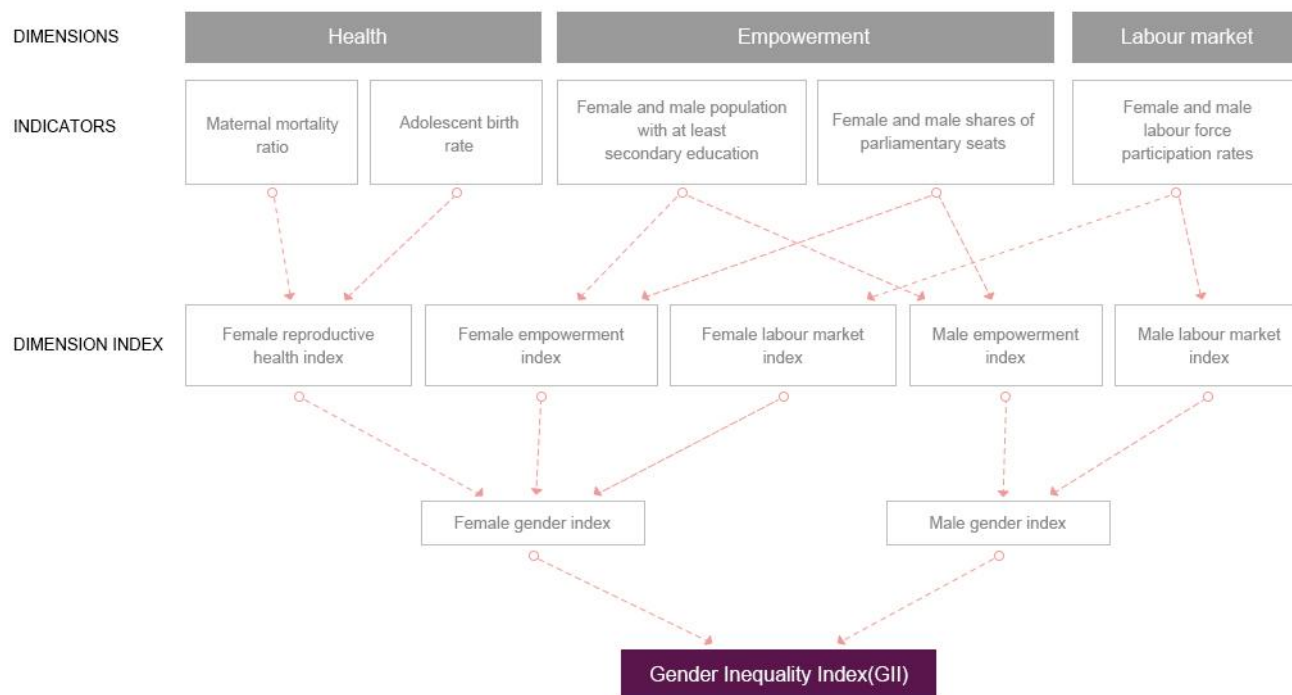 DIMENSIONS
Health
Empowerment
Labour market
INDICATORS
Maternal mortality
ratio
Adolescent birth
rate
Female and male population
with at least
secondary education
Female and male shares of
parliamentary seats
Female and male
labour force
participation rates
DIMENSION INDEX
Female reproductive
health index
Female empowerment
index
Female labour market
index
Male empowerment
index
Male labour market
index
Female gender index
Male gender index
Gender Inequality Index(GII)